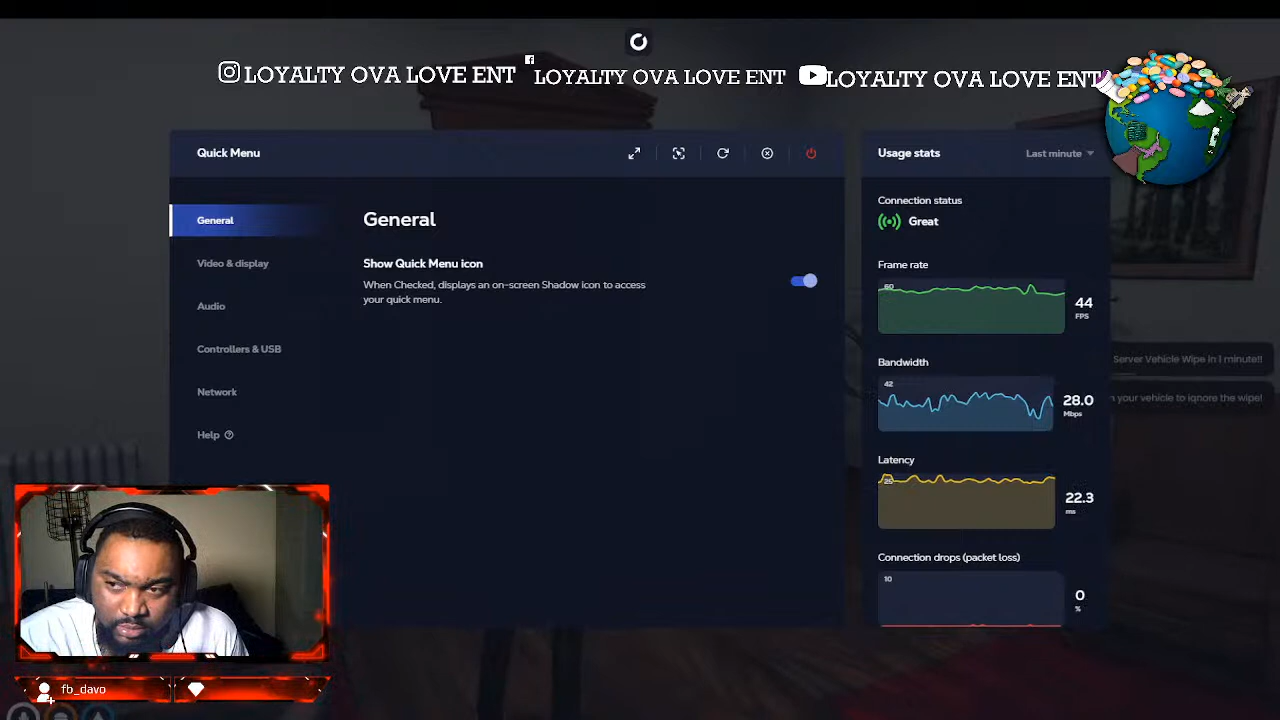 LOYALTY OVA LOVE ENT
LOYALTY OVA LOVE ENT
LOYALTY OVA LOVE ENT
Quick Menu
Usage stats
Last minute
General
Video & display
Audio
Controllers & USB
Network
Help
General
Show Quick Menu icon
When Checked, displays an on-screen Shadow icon to access
your quick menu.
Connection status
Great
Frame rate
60
44
FPS
Bandwidth
42
28.0
Mbps
Latency
25
22.3
ms
Connection drops (packet loss)
10
0
%
Server Vehicle Wipe In 1 minute!!
n your vehicle to ignore the wipe!
fb_davo